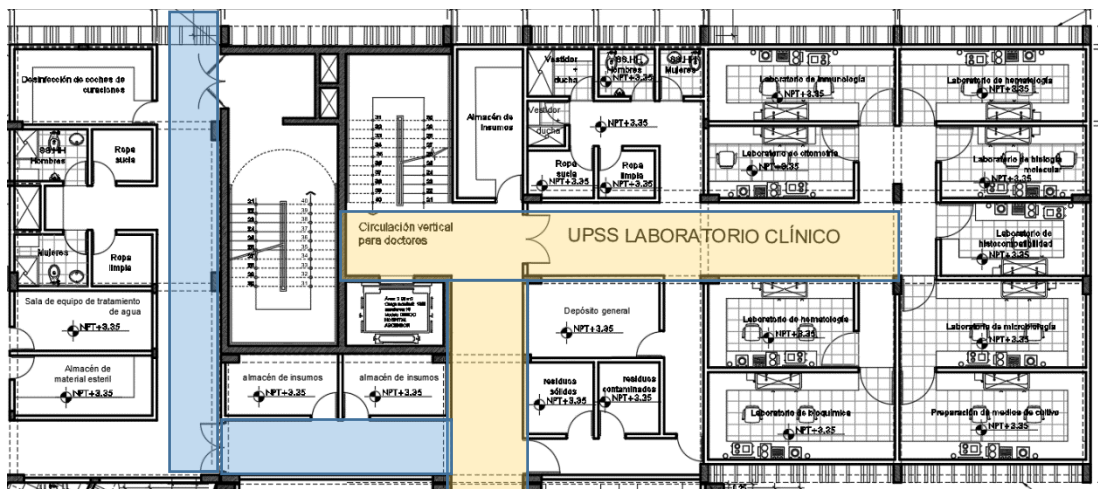 Desinfección de coches de
curaciones
SS.HH
Hombres
Ropa
sucia
Mujeres
Ropa
limpia
Sala de equipo de tratamiento
de agua
NPT+3.35
Almacén de
material esteril
NPT+3.35
Circulación vertical
para doctores
almacén de insumos
NPT+3.35
almacén de insumos
NPT+3.35
Almacén de
insumos
Vestidor
+
ducha
SS.HH
Hombres
NPT+3.35
SS.HH
Mujeres
Vestidor
+
ducha
NPT+3.35
Ropa
sucia
NPT+3.35
Ropa
limpia
NPT+3.35
UPSS LABORATORIO CLÍNICO
Depósito general
NPT+3.35
residuos
sólidos
NPT+3.35
residuos
contaminados
NPT+3.35
Laboratorio de inmunología
NPT+3.35
Laboratorio de hematología
NPT+3.35
Laboratorio de citometría
NPT+3.35
Laboratorio de biología
molecular
NPT+3.35
Laboratorio de
histocompatibilidad
NPT+3.35
Laboratorio de hematología
NPT+3.35
Laboratorio de microbiología
NPT+3.35
Laboratorio de bioquímica
NPT+3.35
Preparación de medios de cultivo
NPT+3.35